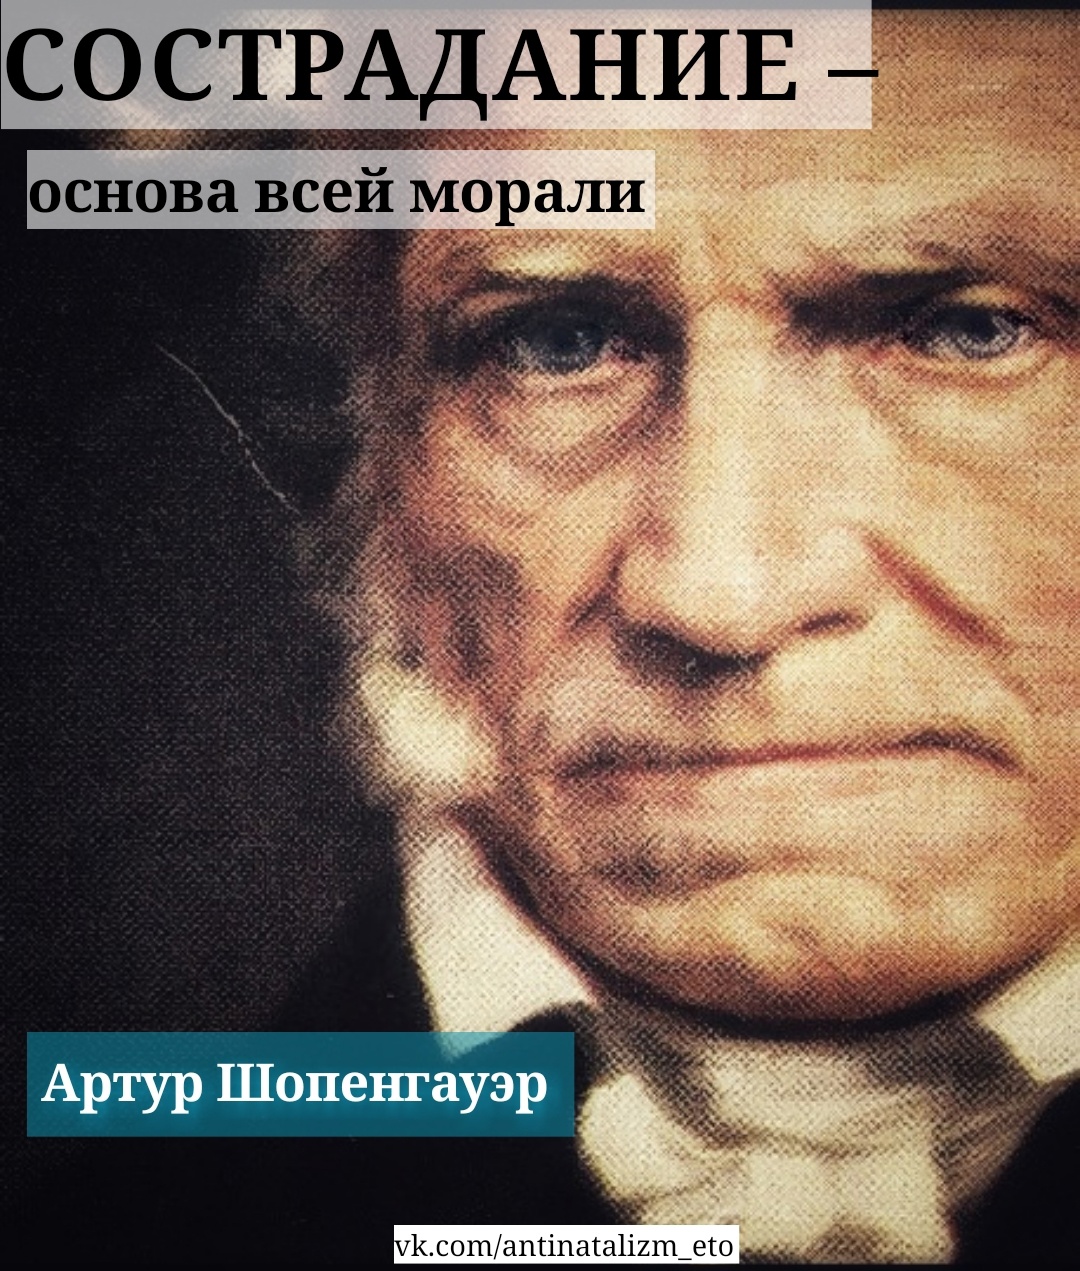 СОСТРАДАНИЕ –
основа всей морали
Артур Шопенгауэр
vk.com/antinatalizm_eto